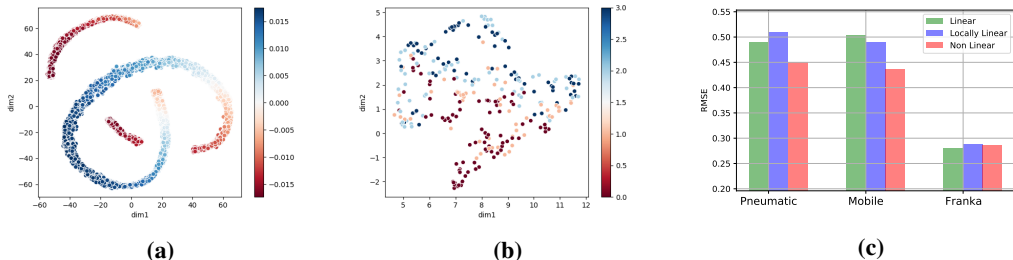 60
40
20
0
−20
−40
−60
dim2
−60 −40 −20 0 20 40 60
dim1
0.015
0.010
0.005
0.000
−0.005
−0.010
−0.015
(a)
5
4
3
2
1
0
−1
−2
dim2
5 6 7 8 9 10 11 12
dim1
3.0
2.5
2.0
1.5
1.0
0.5
0.0
(b)
0.50
0.45
0.40
0.35
0.30
0.25
0.20
RMSE
Linear
Locally Linear
Non Linear
Pneumatic Mobile Franka
(c)